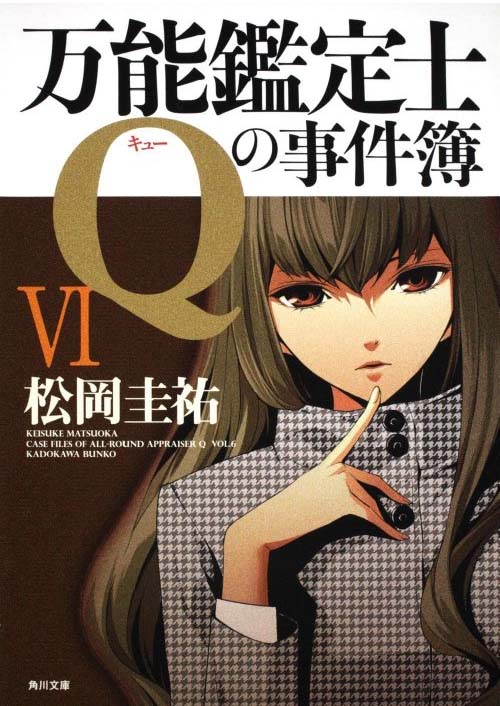 万能鑑定士
Qの事件簿
キュー
VI
松岡圭祐
KEISUKE MATSUOKA
CASE FILES OF ALL-ROUND APPRAISER Q VOL.6
KADOKAWA BUNKO
角川文庫